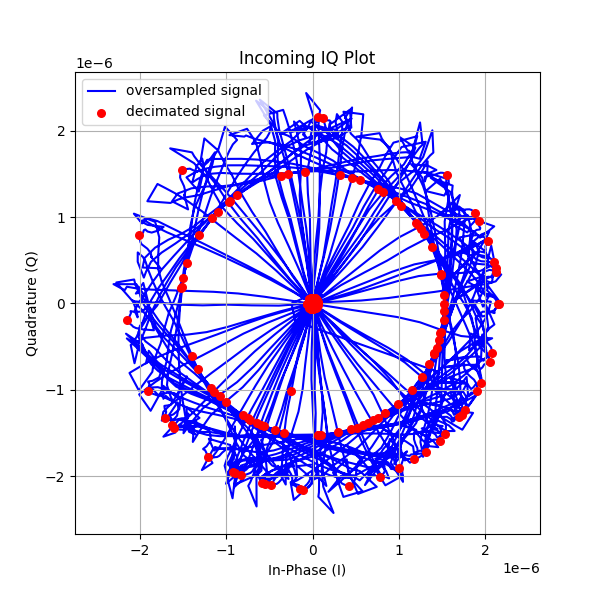 Incoming IQ Plot
1e−6
oversampled signal
decimated signal
2
1
0
−1
−2
Quadrature (Q)
−2
−1
0
1
2
1e−6
In-Phase (I)